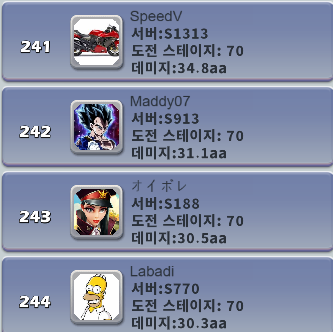 241
SpeedV
서버:S1313
도전 스테이지: 70
데미지:34.8aa
242
Maddy07
서버:S913
도전 스테이지: 70
데미지:31.1aa
243
オイボレ
서버:S188
도전 스테이지: 70
데미지:30.5aa
244
Labadi
서버:S770
도전 스테이지: 70
데미지:30.3aa